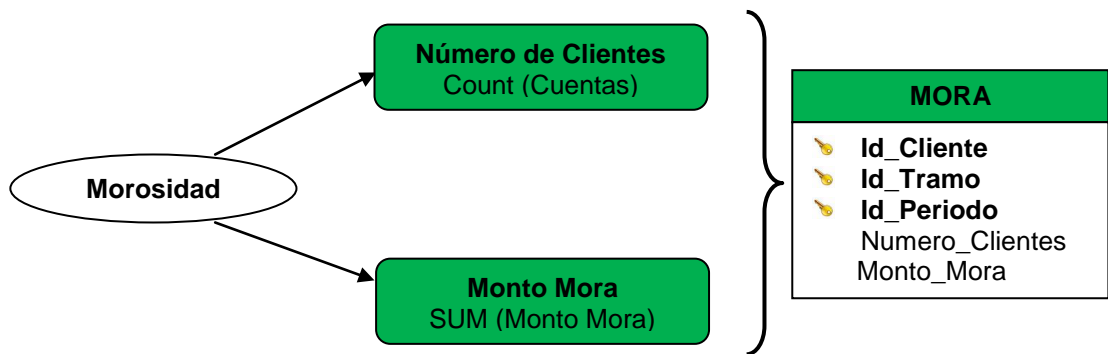 Morosidad
Número de Clientes
Count (Cuentas)
Monto Mora
SUM (Monto Mora)
MORA
Id_Cliente
Id_Tramo
Id_Periodo
Numero_Clientes
Monto_Mora